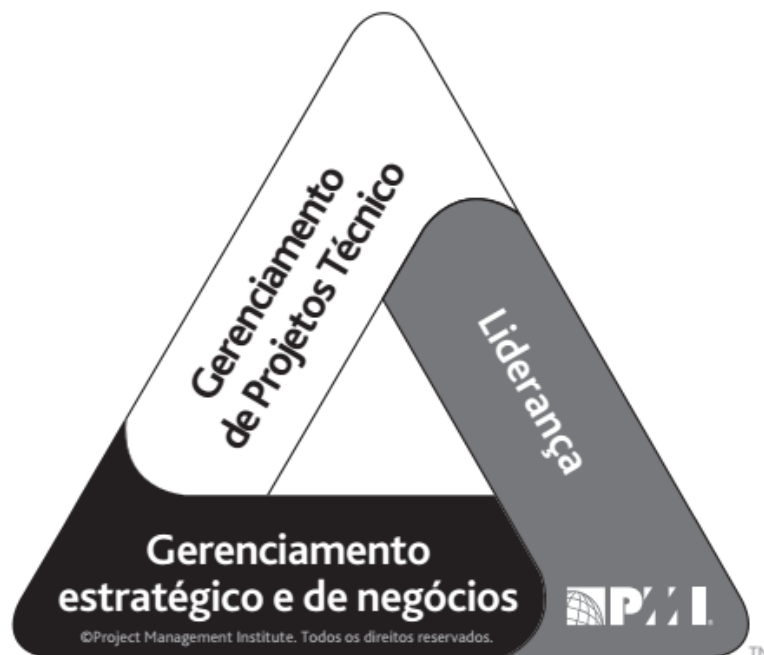 Gerenciamento
de Projetos Técnico
Liderança
Gerenciamento
estratégico e de negócios
©Project Management Institute. Todos os direitos reservados.
PMI
TM